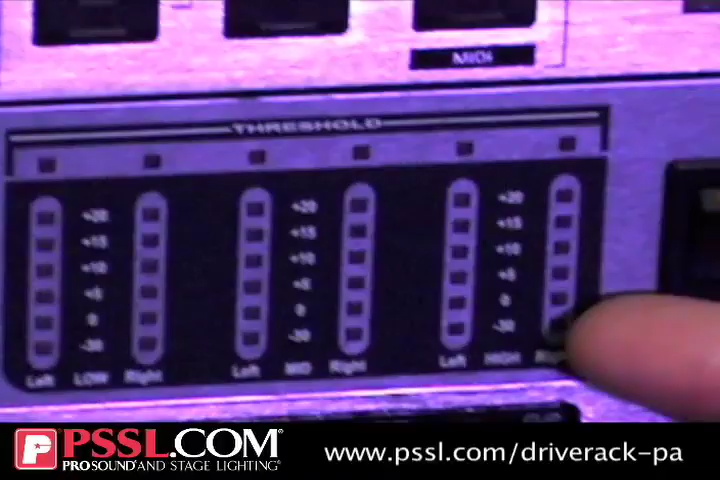 MIDI
THRESHOLD
+20 +20 +20
+15 +15 +15
+10 +10 +10
+5 +5 +5
0 0 0
-30 -30 -30
Left LOW Right Left MID Right Left HIGH Right
PSSL.COM®
PROSOUND AND STAGE LIGHTING®
www.pssl.com/driverack-pa